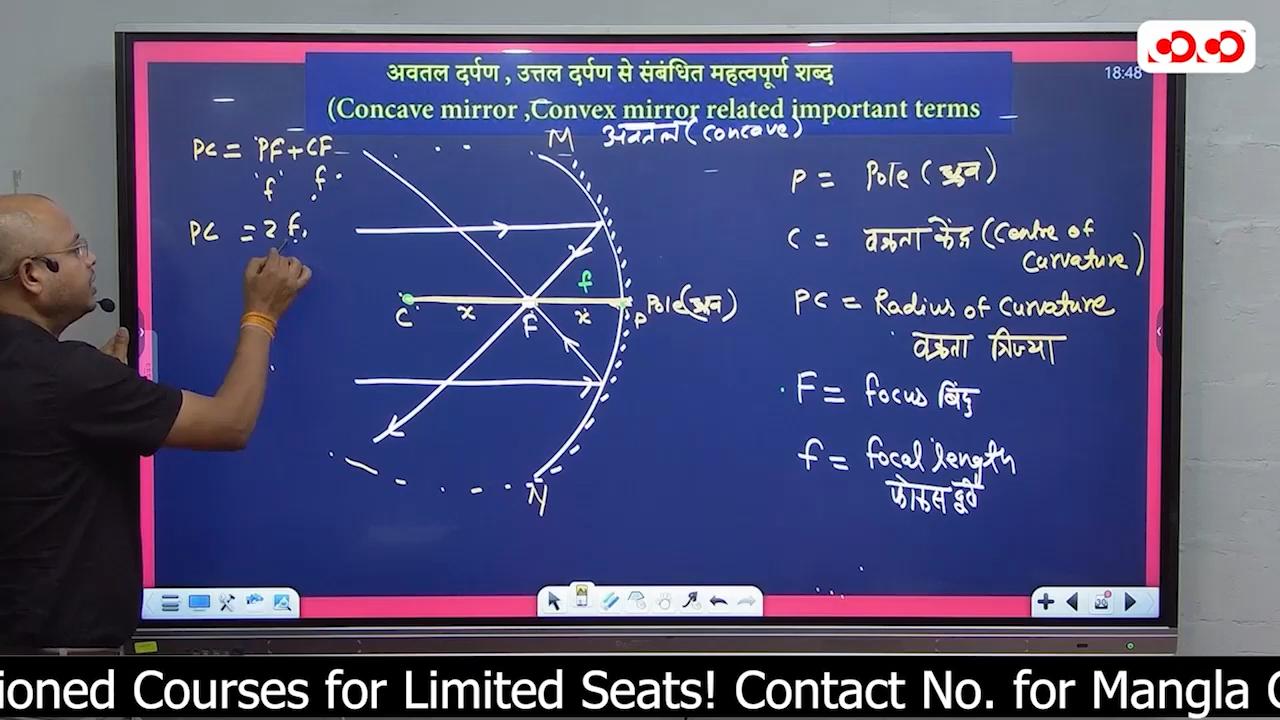 18:48
अवतल दर्पण , उत्तल दर्पण से संबंधित महत्वपूर्ण शब्द
(Concave mirror ,Convex mirror related important terms
अवतल (Concave)
PC = PF + CF
f f
PC = 2 f
M
f
C x F x P Pole (ध्रुव)
N
P = Pole (ध्रुव)
C = वक्रता केंद्र (Centre of
Curvature)
PC = Radius of Curvature
वक्रता त्रिज्या
F = focus बिंदु
f = focal length
फोकस दूरी
ioned Courses for Limited Seats! Contact No. for Mangla